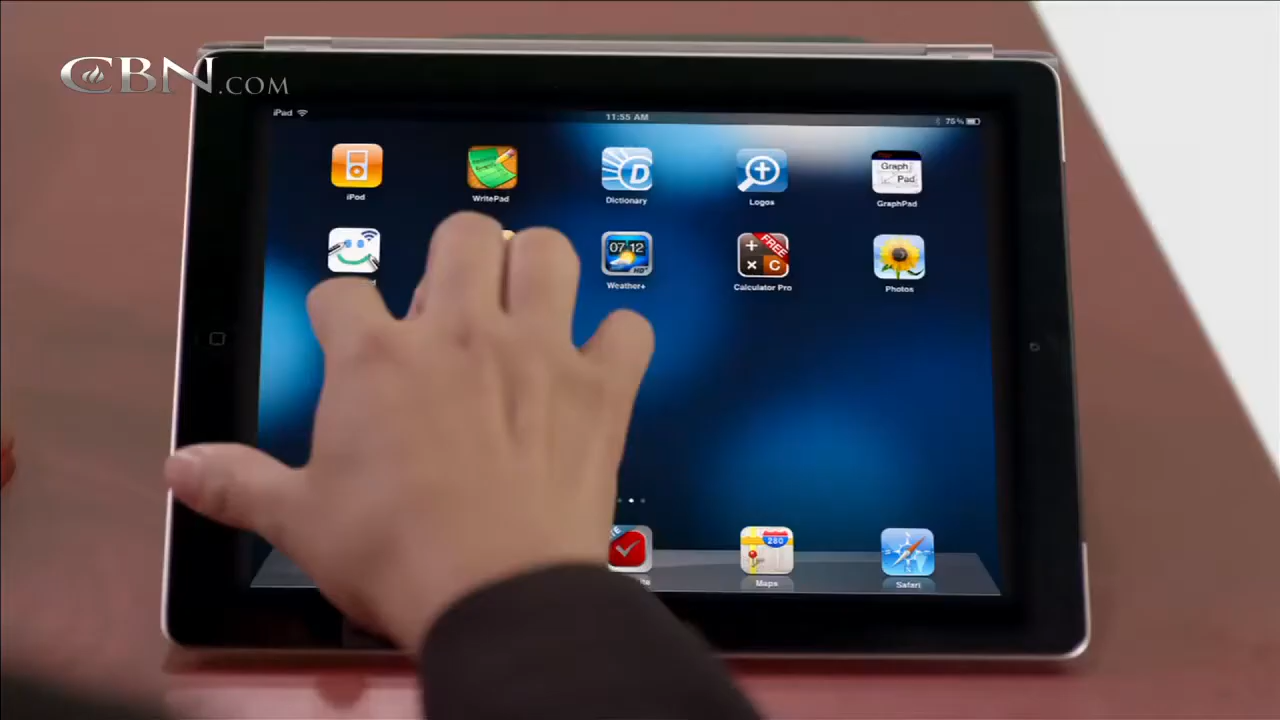 CBN.COM
iPad
11:55 AM
75%
iPod
WritePad
Dictionary
Logos
GraphPad
Graph
Pad
07 12
HD
Weather+
FREE
+
× C
Calculator Pro
Photos
280
Maps
Safari